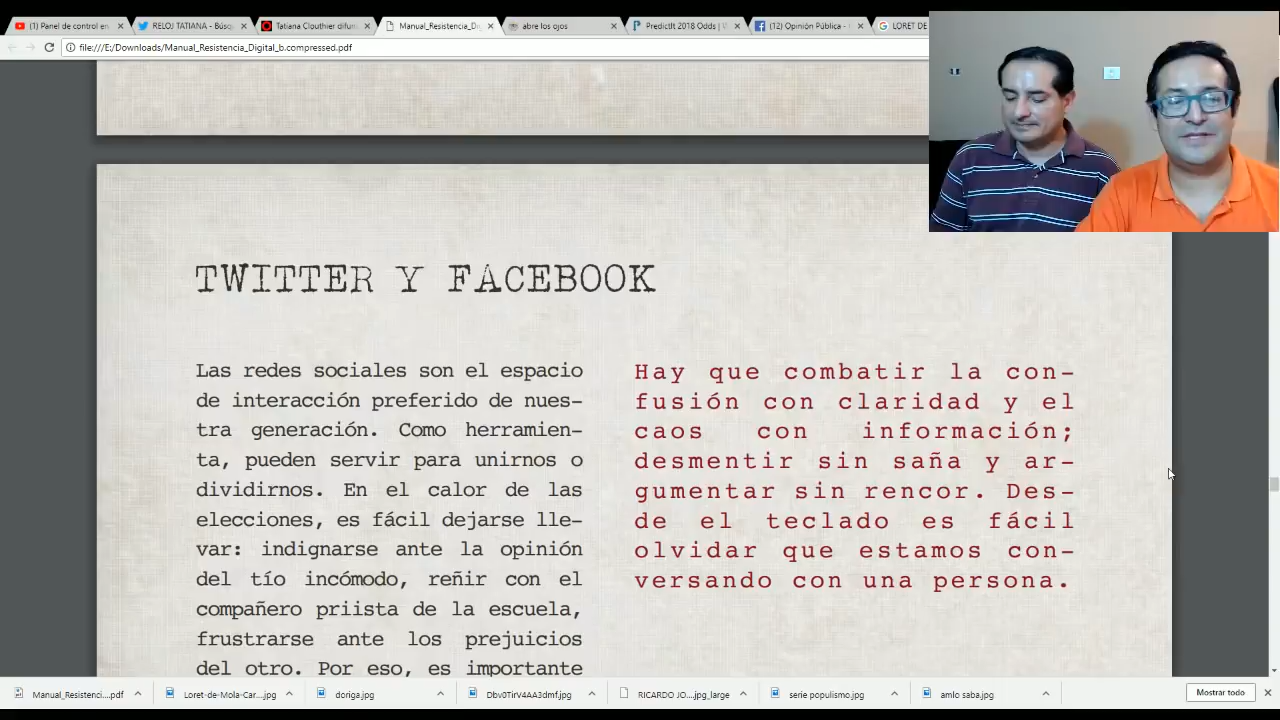 (1) Panel de control en
RELOJ TATIANA - Búsq
Tatiana Clouthier difun
Manual_Resistencia_Di
abre los ojos
PredictIt 2018 Odds | V
(12) Opinión Pública -
LORET DE
file:///E:/Downloads/Manual_Resistencia_Digital_b.compressed.pdf
TWITTER Y FACEBOOK
Las redes sociales son el espacio
de interacción preferido de nues-
tra generación. Como herramien-
ta, pueden servir para unirnos o
dividirnos. En el calor de las
elecciones, es fácil dejarse lle-
var: indignarse ante la opinión
del tío incómodo, reñir con el
compañero priista de la escuela,
frustrarse ante los prejuicios
del otro. Por eso, es importante
Hay que combatir la con-
fusión con claridad y el
caos con información;
desmentir sin saña y ar-
gumentar sin rencor. Des-
de el teclado es fácil
olvidar que estamos con-
versando con una persona.
Manual_Resistenci....pdf
Loret-de-Mola-Car....jpg
doriga.jpg
Dbv0TirV4AA3dmf.jpg
RICARDO JO....jpg_large
serie populismo.jpg
amlo saba.jpg
Mostrar todo